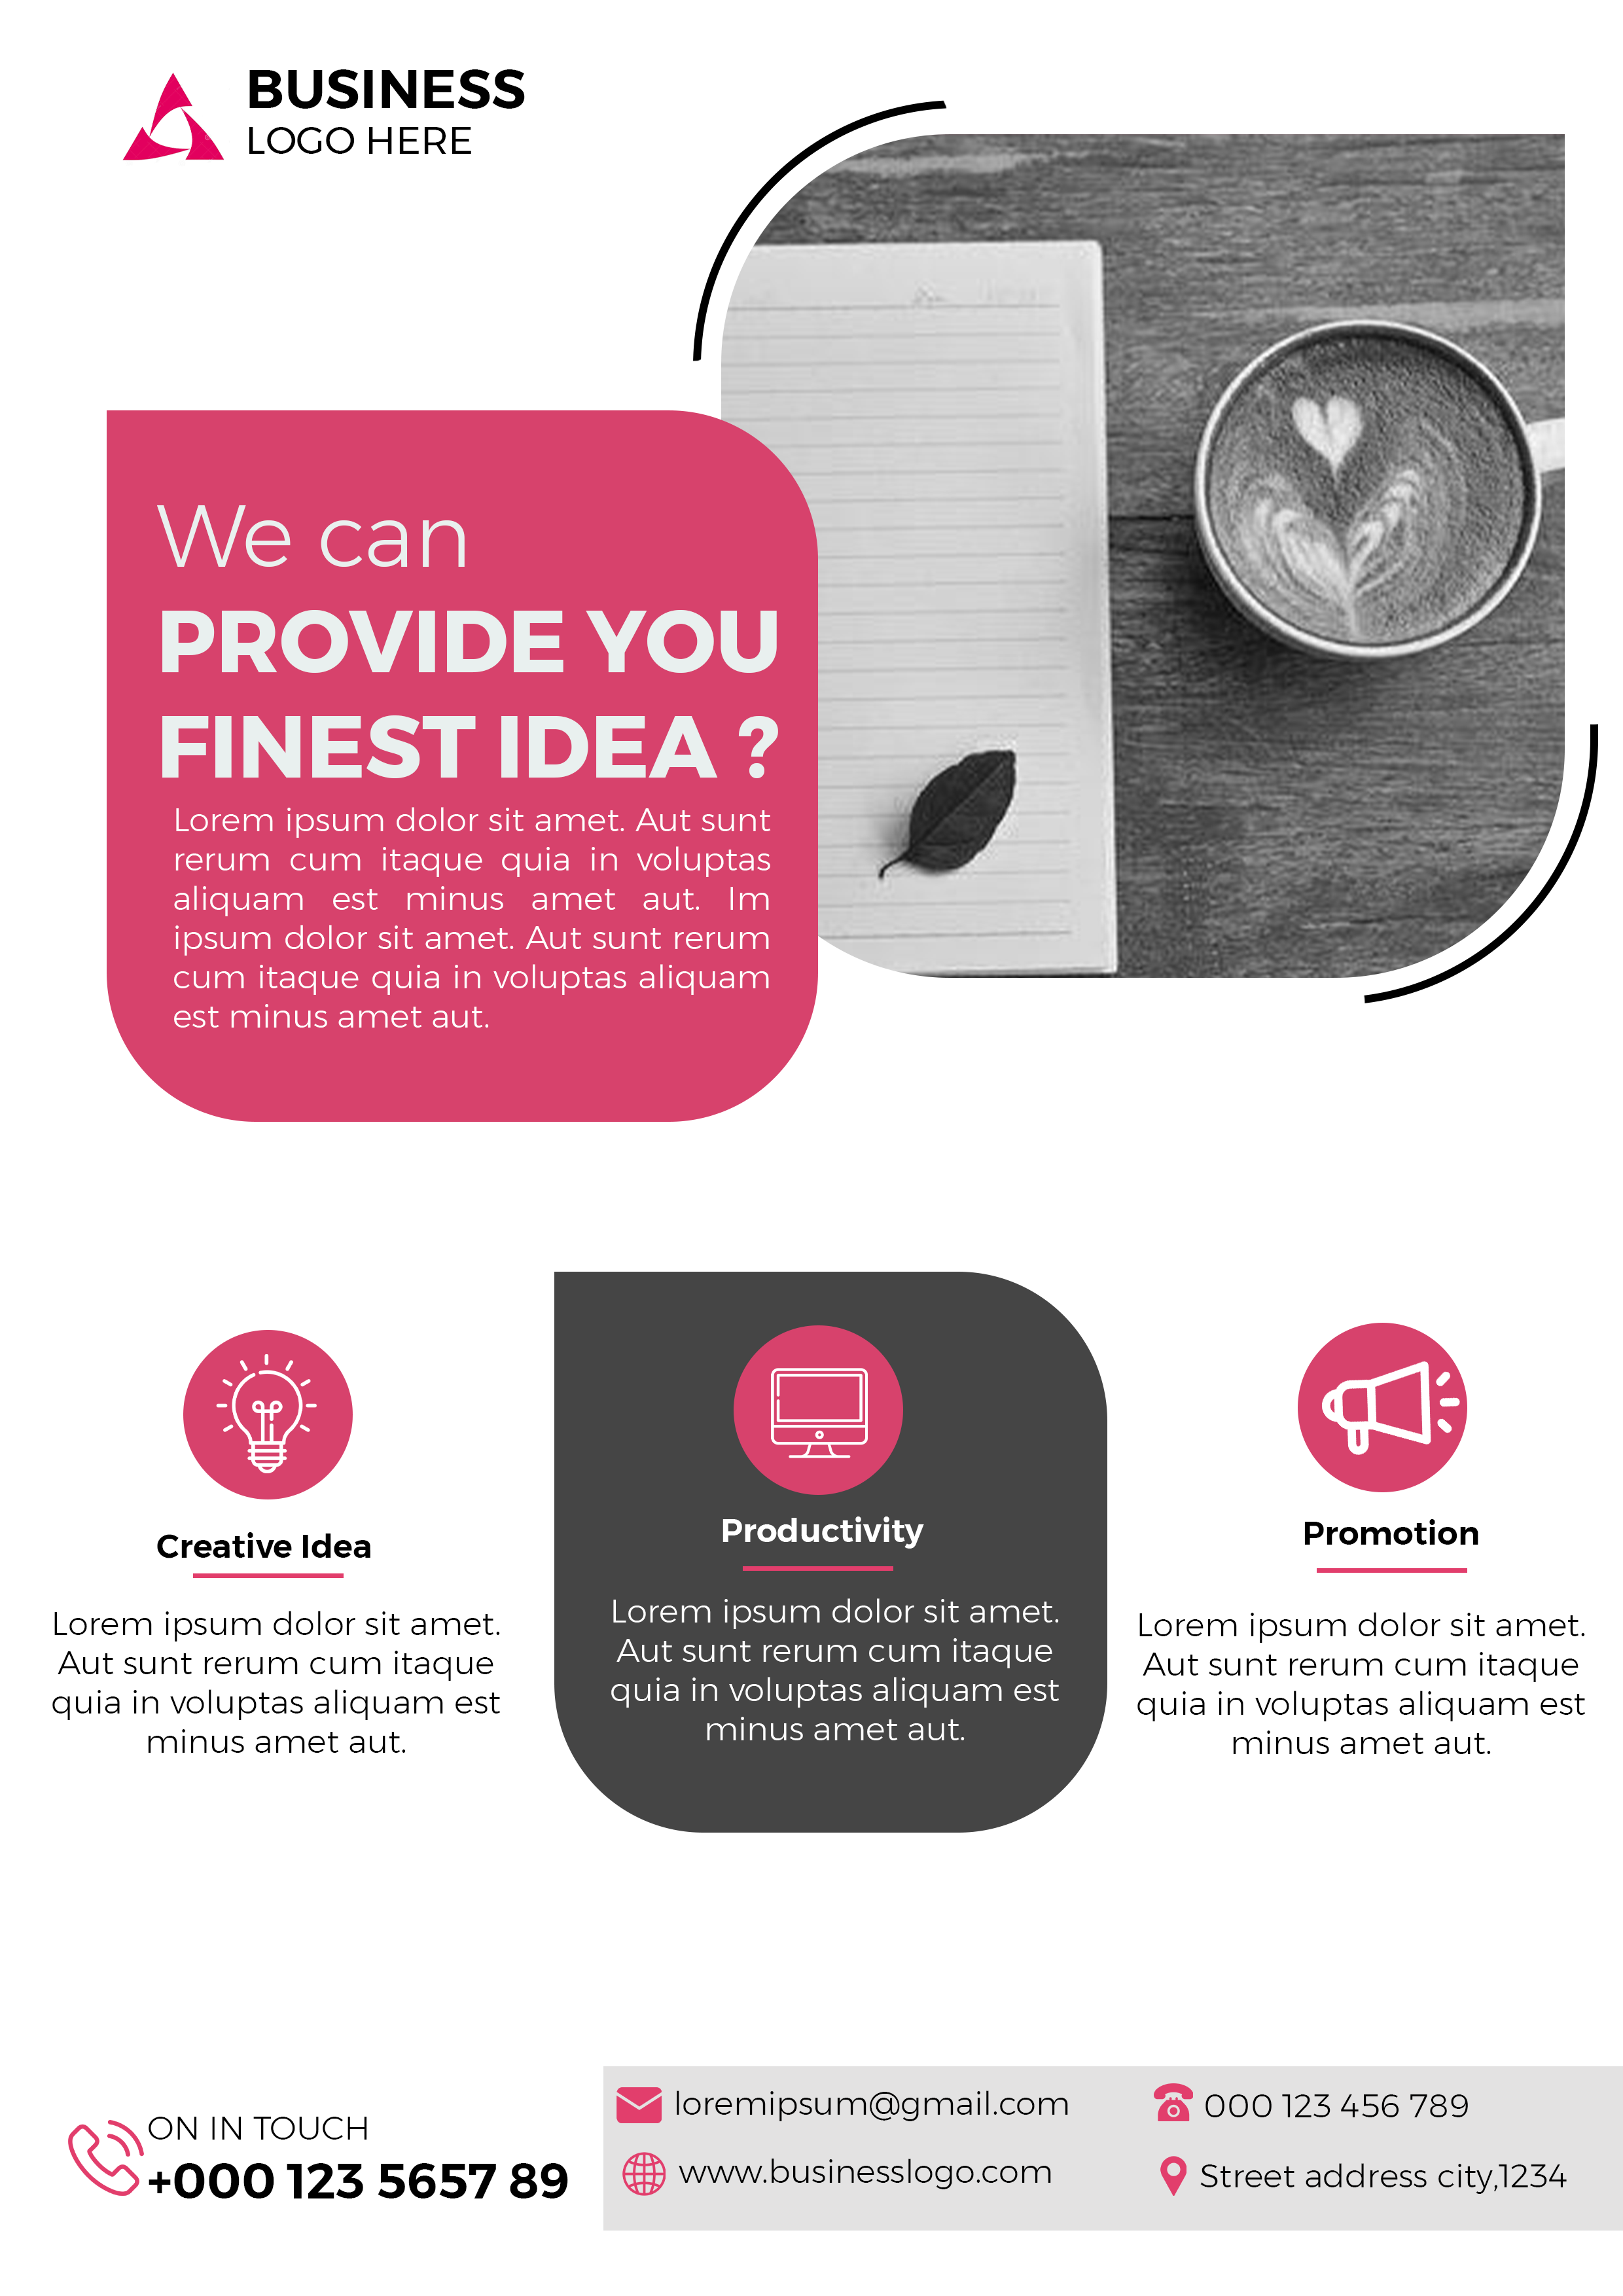 BUSINESS
LOGO HERE
We can
PROVIDE YOU
FINEST IDEA ?
Lorem ipsum dolor sit amet. Aut sunt
rerum cum itaque quia in voluptas
aliquam est minus amet aut. Im
ipsum dolor sit amet. Aut sunt rerum
cum itaque quia in voluptas aliquam
est minus amet aut.
Creative Idea
Lorem ipsum dolor sit amet.
Aut sunt rerum cum itaque
quia in voluptas aliquam est
minus amet aut.
Productivity
Lorem ipsum dolor sit amet.
Aut sunt rerum cum itaque
quia in voluptas aliquam est
minus amet aut.
Promotion
Lorem ipsum dolor sit amet.
Aut sunt rerum cum itaque
quia in voluptas aliquam est
minus amet aut.
ON IN TOUCH
+000 123 5657 89
loremipsum@gmail.com
www.businesslogo.com
000 123 456 789
Street address city,1234